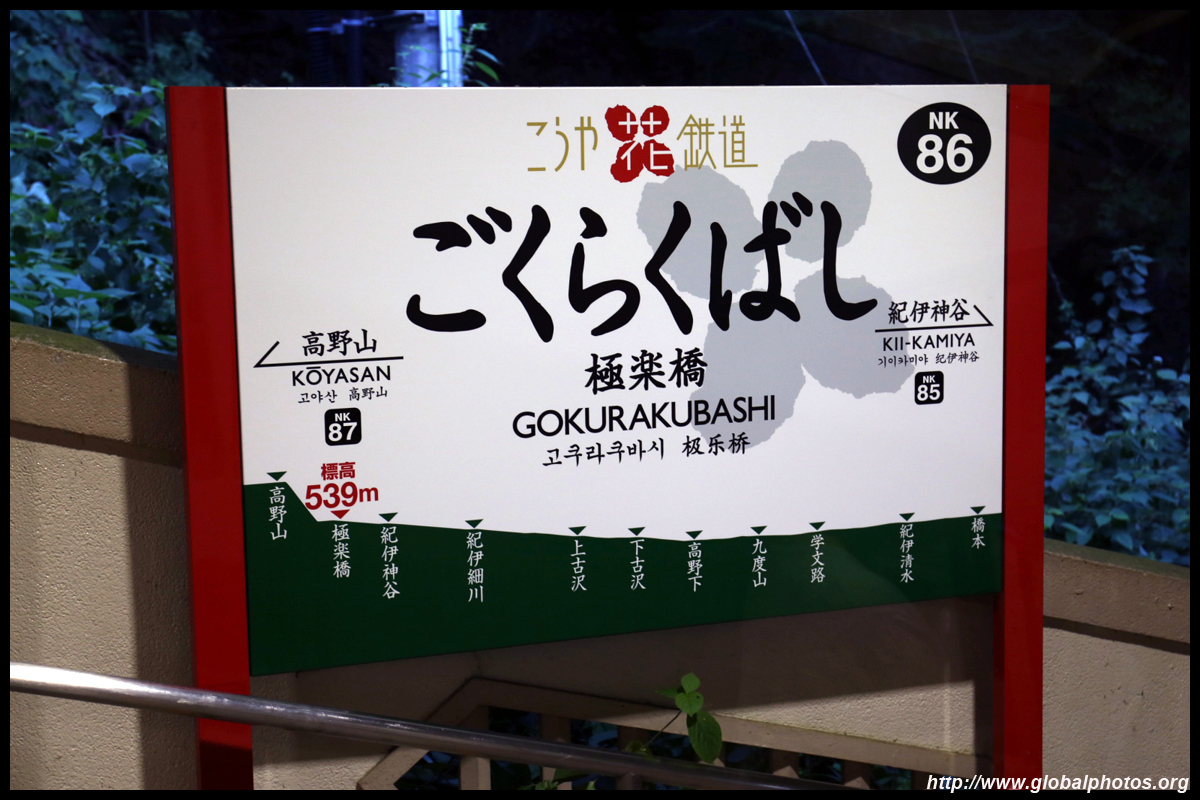 こうや花鉄道
NK
86
ごくらくばし
極楽橋
GOKURAKUBASHI
고쿠라쿠바시 极乐桥
高野山
KŌYASAN
고야산 高野山
NK
87
紀伊神谷
KII-KAMIYA
기이카미야 纪伊神谷
NK
85
標高
539m
高野山
極楽橋
紀伊神谷
紀伊細川
上古沢
下古沢
高野下
九度山
学文路
紀伊清水
橋本
http://www.globalphotos.org